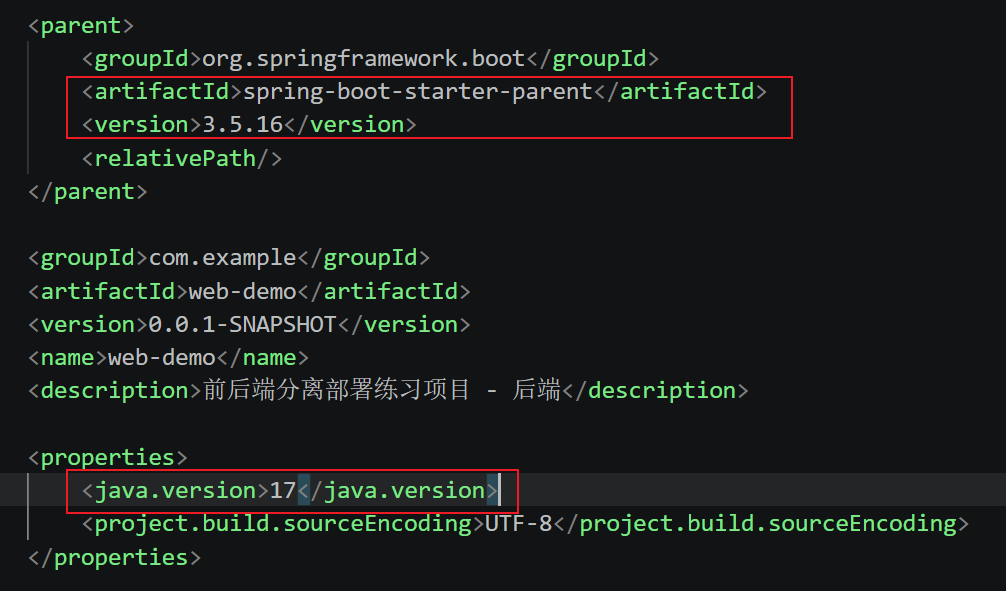 <parent>
<groupId>org.springframework.boot</groupId>
<artifactId>spring-boot-starter-parent</artifactId>
<version>3.5.16</version>
<relativePath/>
</parent>
<groupId>com.example</groupId>
<artifactId>web-demo</artifactId>
<version>0.0.1-SNAPSHOT</version>
<name>web-demo</name>
<description>前后端分离部署练习项目 - 后端</description>
<properties>
<java.version>17</java.version>
<project.build.sourceEncoding>UTF-8</project.build.sourceEncoding>
</properties>